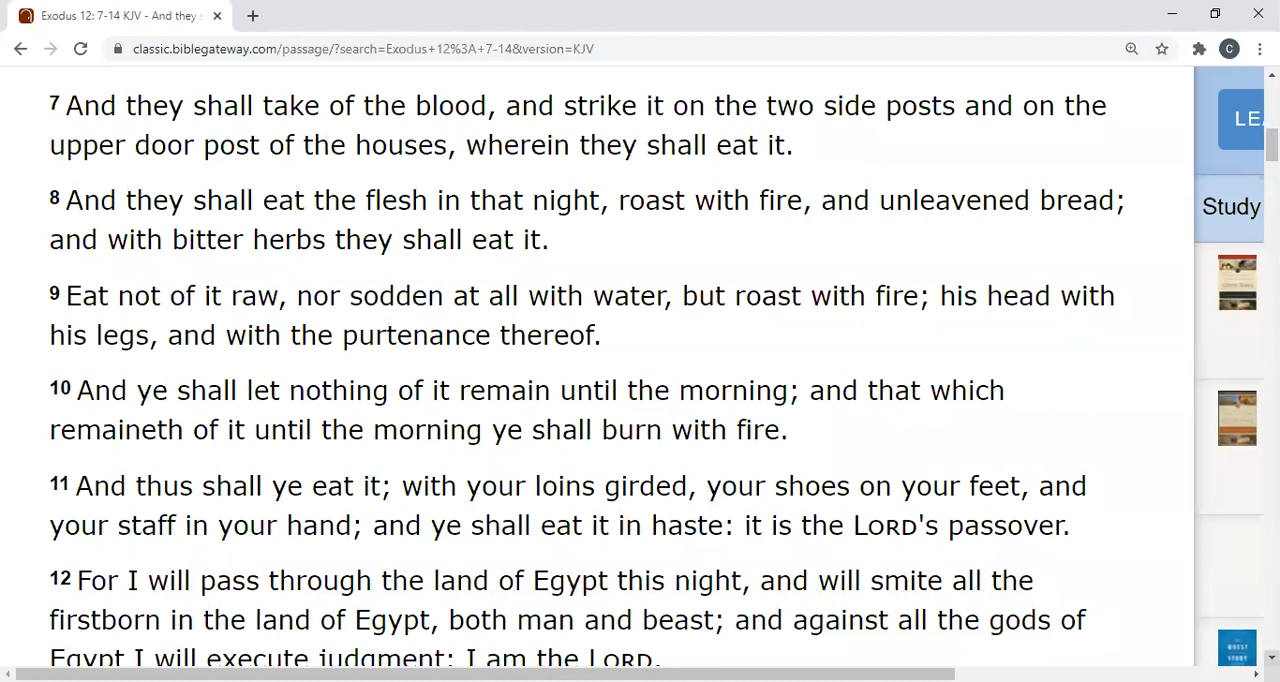 Exodus 12: 7-14 KJV - And they s
classic.biblegateway.com/passage/?search=Exodus+12%3A+7-14&version=KJV
C
7 And they shall take of the blood, and strike it on the two side posts and on the
upper door post of the houses, wherein they shall eat it.
8 And they shall eat the flesh in that night, roast with fire, and unleavened bread;
and with bitter herbs they shall eat it.
9 Eat not of it raw, nor sodden at all with water, but roast with fire; his head with
his legs, and with the purtenance thereof.
10 And ye shall let nothing of it remain until the morning; and that which
remaineth of it until the morning ye shall burn with fire.
11 And thus shall ye eat it; with your loins girded, your shoes on your feet, and
your staff in your hand; and ye shall eat it in haste: it is the LORD's passover.
12 For I will pass through the land of Egypt this night, and will smite all the
firstborn in the land of Egypt, both man and beast; and against all the gods of
Egypt I will execute judgment: I am the LORD.
LEA
Study
QUEST
STUDY